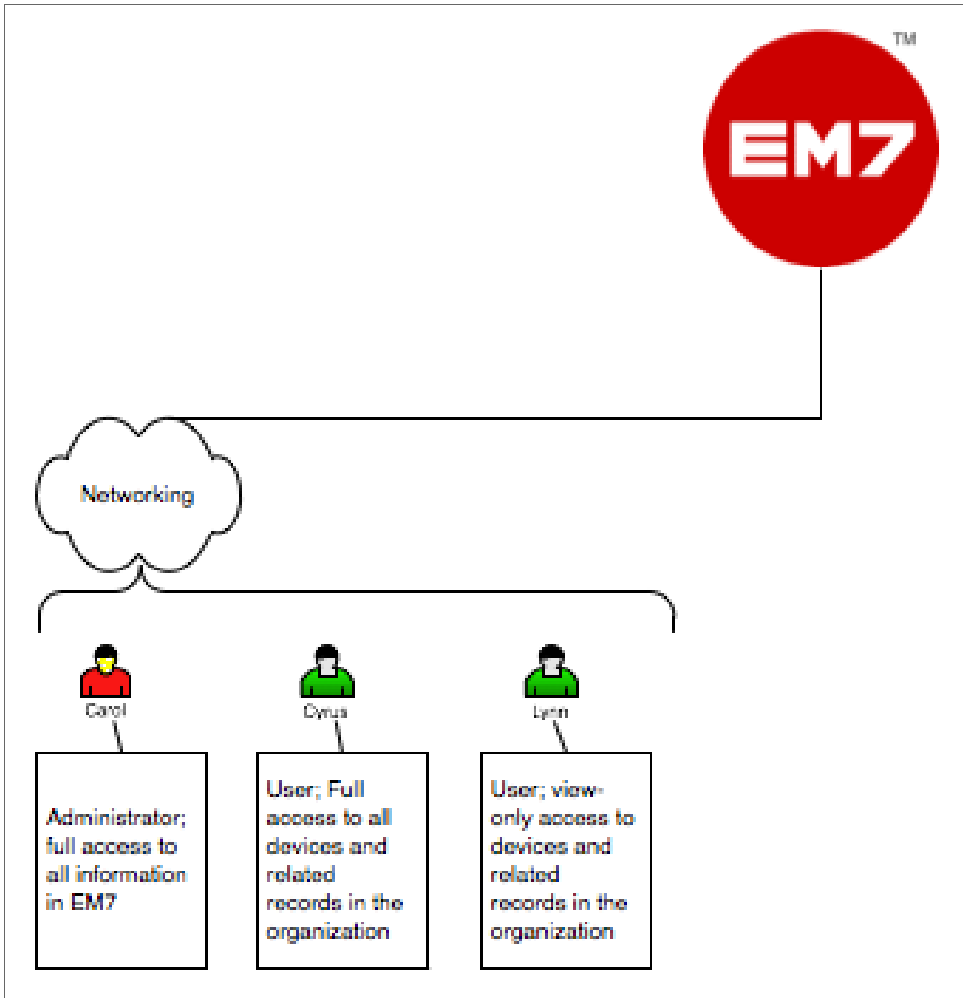 TM
EM7
Networking
Carol
Cyrus
Lynn
Administrator;
full access to
all information
in EM7
User; Full
access to all
devices and
related
records in the
organization
User; view-
only access to
devices and
related
records in the
organization